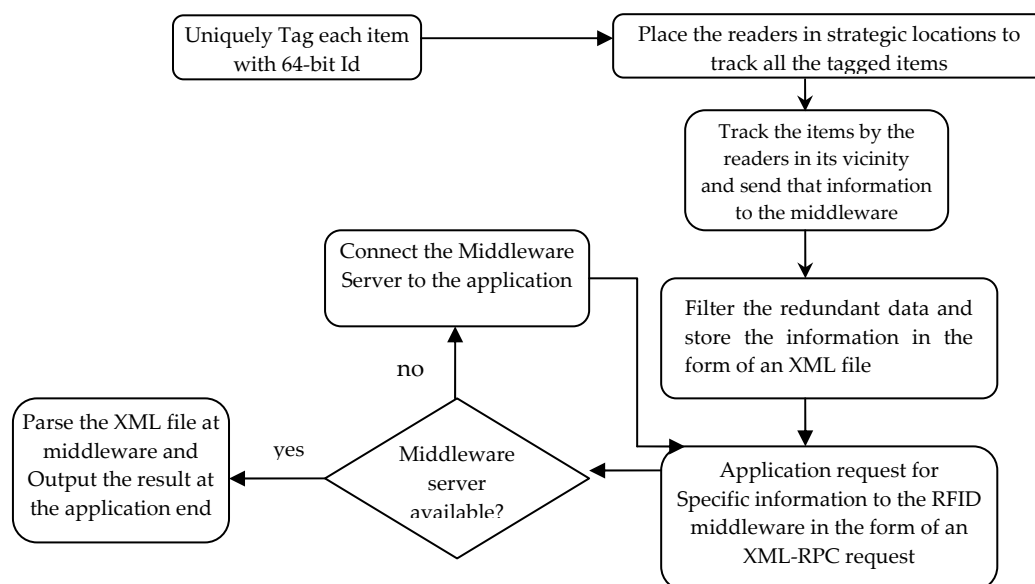 Uniquely Tag each item
with 64-bit Id
Place the readers in strategic locations to
track all the tagged items
Track the items by the
readers in its vicinity
and send that information
to the middleware
Connect the Middleware
Server to the application
Filter the redundant data and
store the information in the
form of an XML file
no
Parse the XML file at
middleware and
Output the result at
the application end
yes
Middleware
server
available?
Application request for
Specific information to the RFID
middleware in the form of an
XML-RPC request